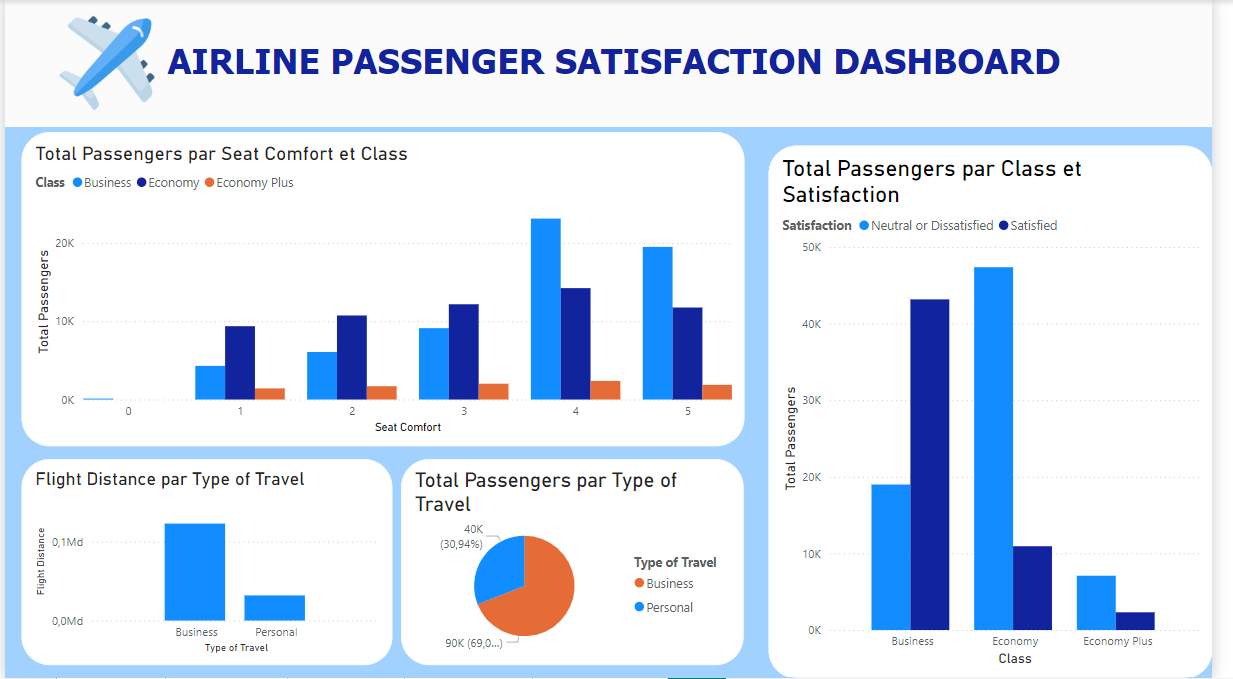 AIRLINE PASSENGER SATISFACTION DASHBOARD
Total Passengers par Seat Comfort et Class
Class Business Economy Economy Plus
Total Passengers
20K
10K
0K
0 1 2 3 4 5
Seat Comfort
Flight Distance par Type of Travel
Flight Distance
0,1Md
0,0Md
Business Personal
Type of Travel
Total Passengers par Type of
Travel
40K
(30,94%)
90K (69,0...)
Type of Travel
Business
Personal
Total Passengers par Class et
Satisfaction
Satisfaction Neutral or Dissatisfied Satisfied
Total Passengers
50K
40K
30K
20K
10K
0K
Business Economy Economy Plus
Class